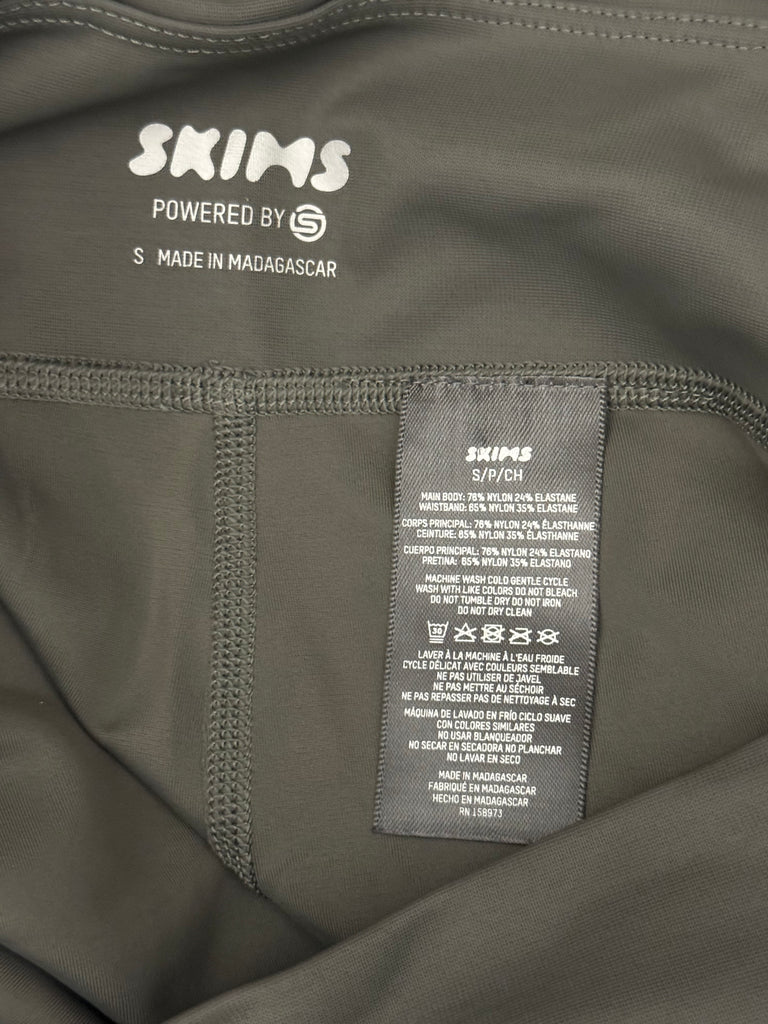 SKIMS
POWERED BY S
S MADE IN MADAGASCAR
SKIMS
S/P/CH
MAIN BODY: 76% NYLON 24% ELASTANE
WAISTBAND: 65% NYLON 35% ELASTANE
CORPS PRINCIPAL: 76% NYLON 24% ÉLASTHANNE
CEINTURE: 65% NYLON 35% ÉLASTHANNE
CUERPO PRINCIPAL: 76% NYLON 24% ELASTANO
PRETINA: 65% NYLON 35% ELASTANO
MACHINE WASH COLD GENTLE CYCLE
WASH WITH LIKE COLORS DO NOT BLEACH
DO NOT TUMBLE DRY DO NOT IRON
DO NOT DRY CLEAN
30
LAVER À LA MACHINE À L'EAU FROIDE
CYCLE DÉLICAT AVEC COULEURS SEMBLABLE
NE PAS UTILISER DE JAVEL
NE PAS METTRE AU SÉCHOIR
NE PAS REPASSER PAS DE NETTOYAGE À SEC
MÁQUINA DE LAVADO EN FRÍO CICLO SUAVE
CON COLORES SIMILARES
NO USAR BLANQUEADOR
NO SECAR EN SECADORA NO PLANCHAR
NO LAVAR EN SECO
MADE IN MADAGASCAR
FABRIQUÉ EN MADAGASCAR
HECHO EN MADAGASCAR
RN 158973